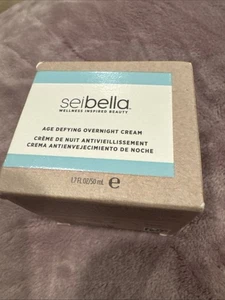 seibella
WELLNESS INSPIRED BEAUTY
AGE DEFYING OVERNIGHT CREAM
CRÈME DE NUIT ANTIVIEILLISSEMENT
CREMA ANTIENVEJECIMIENTO DE NOCHE
1.7 FL OZ/50 mL ℮